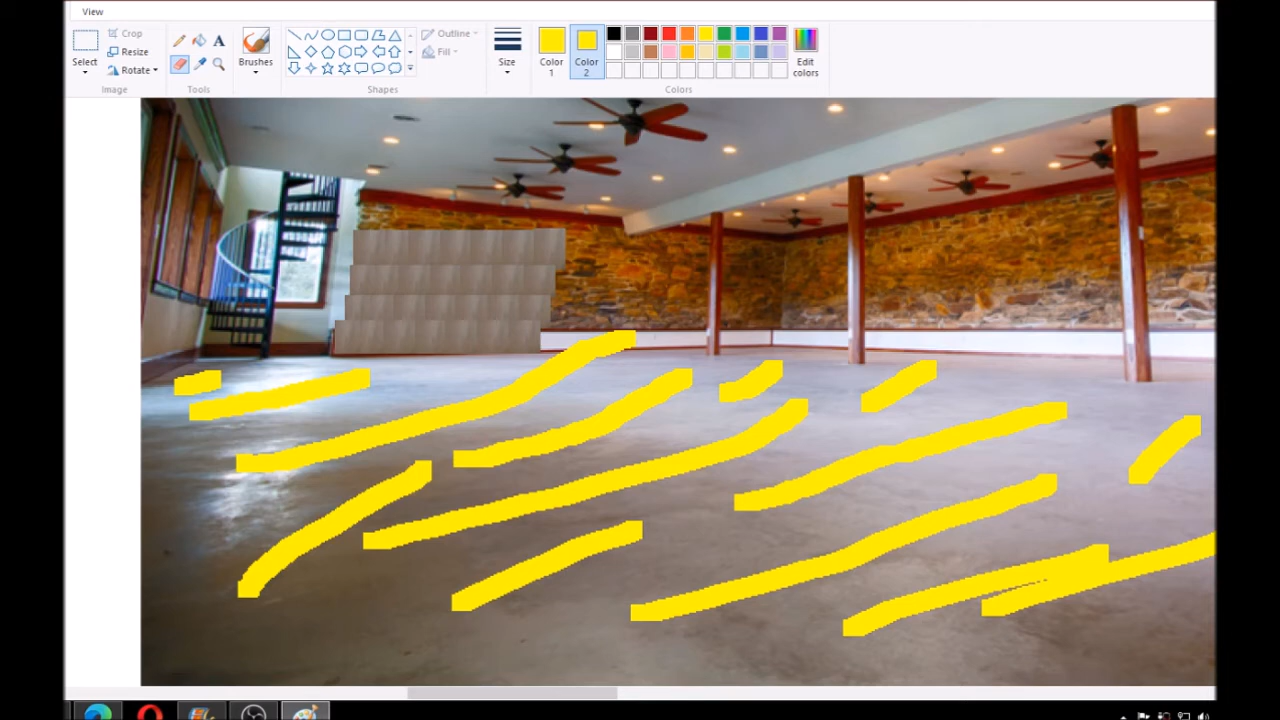 View
Crop
Resize
Rotate
Select
Image
A
Tools
Brushes
Outline
Fill
Shapes
Size
Color 1
Color 2
Edit colors
Colors